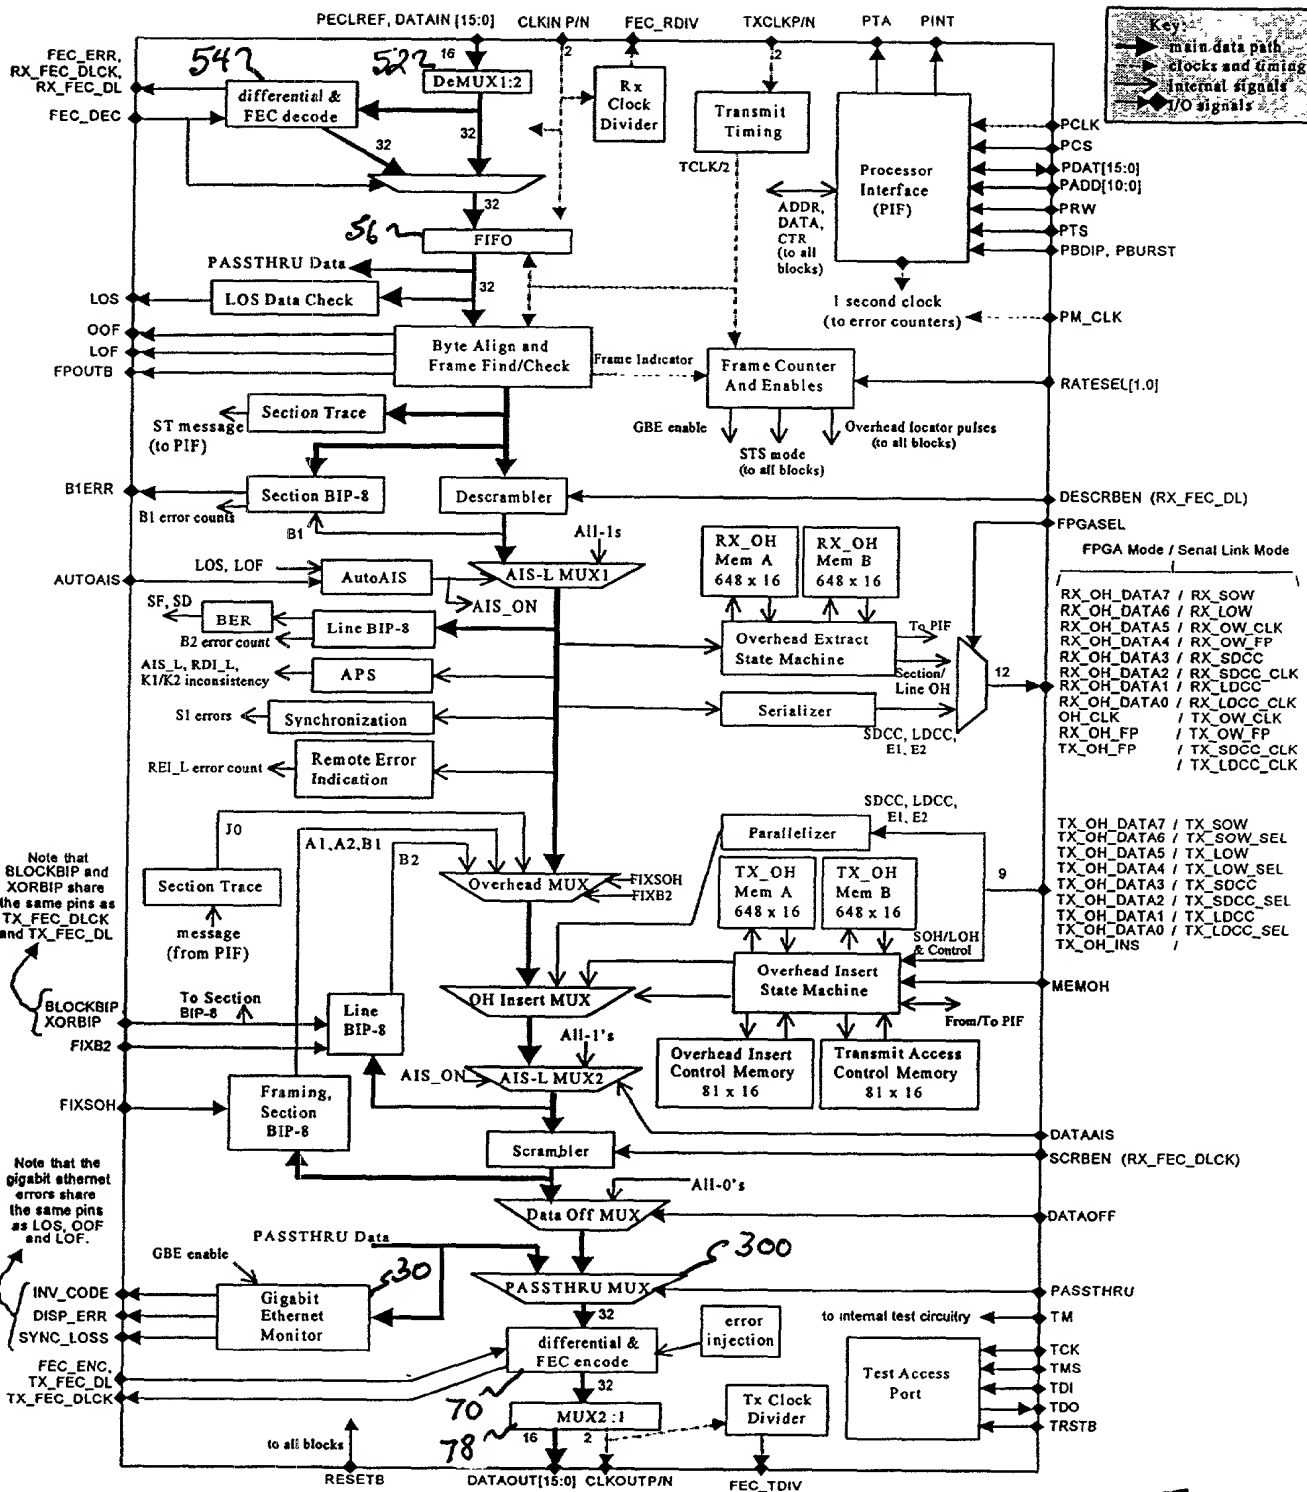 PECLREF, DATAIN [15:0]
CLKIN P/N
FEC_RDIV
TXCLKP/N
PTA
PINT
Key:
main data path
clocks and timing
Internal signals
I/O signals
FEC_ERR,
RX_FEC_DLCK,
RX_FEC_DL
FEC_DEC
542
522
16
2
2
DeMUX1:2
differential &
FEC decode
32
32
32
Rx
Clock
Divider
Transmit
Timing
TCLK/2
Processor
Interface
(PIF)
ADDR,
DATA,
CTR
(to all
blocks)
PCLK
PCS
PDAT[15:0]
PADD[10:0]
PRW
PTS
PBDIP, PBURST
56
FIFO
PASSTHRU Data
32
LOS
LOS Data Check
1 second clock
(to error counters)
PM_CLK
OOF
LOF
FPOUTB
Byte Align and
Frame Find/Check
Frame Indicator
Frame Counter
And Enables
RATESEL[1.0]
Section Trace
ST message
(to PIF)
GBE enable
STS mode
(to all blocks)
Overhead locator pulses
(to all blocks)
B1ERR
Section BIP-8
B1 error counts
B1
Descrambler
DESCRBEN (RX_FEC_DL)
FPGASEL
All-1s
AIS-L MUX1
RX_OH
Mem A
648 x 16
RX_OH
Mem B
648 x 16
FPGA Mode / Serial Link Mode
AUTOAIS
LOS, LOF
AutoAIS
AIS_ON
SF, SD
BER
Line BIP-8
B2 error count
Overhead Extract
State Machine
To PIF
Section/
Line OH
12
RX_OH_DATA7 / RX_SOW
RX_OH_DATA6 / RX_LOW
RX_OH_DATA5 / RX_OW_CLK
RX_OH_DATA4 / RX_OW_FP
RX_OH_DATA3 / RX_SDCC
RX_OH_DATA2 / RX_SDCC_CLK
RX_OH_DATA1 / RX_LDCC
RX_OH_DATA0 / RX_LDCC_CLK
OH_CLK / TX_OW_CLK
RX_OH_FP / TX_OW_FP
TX_OH_FP / TX_SDCC_CLK
/ TX_LDCC_CLK
AIS_L, RDI_L,
K1/K2 inconsistency
APS
S1 errors
Synchronization
Serializer
SDCC, LDCC,
E1, E2
REI_L error count
Remote Error
Indication
J0
A1, A2, B1
B2
SDCC, LDCC,
E1, E2
Parallelizer
9
TX_OH_DATA7 / TX_SOW
TX_OH_DATA6 / TX_SOW_SEL
TX_OH_DATA5 / TX_LOW
TX_OH_DATA4 / TX_LOW_SEL
TX_OH_DATA3 / TX_SDCC
TX_OH_DATA2 / TX_SDCC_SEL
TX_OH_DATA1 / TX_LDCC
TX_OH_DATA0 / TX_LDCC_SEL
TX_OH_INS /
Note that
BLOCKBIP and
XORBIP share
the same pins as
TX_FEC_DLCK
and TX_FEC_DL
Section Trace
message
(from PIF)
Overhead MUX
FIXSOH
FIXB2
TX_OH
Mem A
648 x 16
TX_OH
Mem B
648 x 16
SOH/LOH
& Control
Overhead Insert
State Machine
MEMOH
From/To PIF
OH Insert MUX
BLOCKBIP
XORBIP
To Section
BIP-8
Line
BIP-8
FIXB2
All-1's
AIS_ON
AIS-L MUX2
Overhead Insert
Control Memory
81 x 16
Transmit Access
Control Memory
81 x 16
FIXSOH
Framing,
Section
BIP-8
DATAAIS
Scrambler
SCRBEN (RX_FEC_DLCK)
Note that the
gigabit ethernet
errors share
the same pins
as LOS, OOF
and LOF.
All-0's
Data Off MUX
DATAOFF
PASSTHRU Data
GBE enable
530
300
INV_CODE
DISP_ERR
SYNC_LOSS
Gigabit
Ethernet
Monitor
PASSTHRU MUX
PASSTHRU
32
error
injection
to internal test circuitry
TM
differential &
FEC encode
FEC_ENC,
TX_FEC_DL
TX_FEC_DLCK
70
32
Test Access
Port
TCK
TMS
TDI
TDO
TRSTB
MUX2:1
Tx Clock
Divider
78
16
2
to all blocks
RESETB
DATAOUT[15:0]
CLKOUTP/N
FEC_TDIV